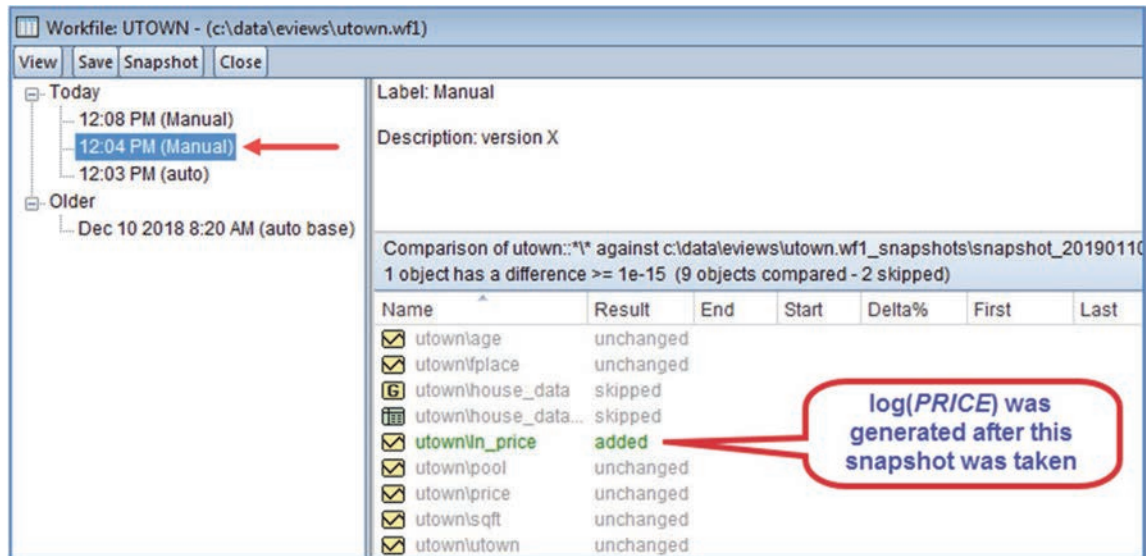 Workfile: UTOWN - (c:\data\eviews\utown.wf1)
View Save Snapshot Close
Today
12:08 PM (Manual)
12:04 PM (Manual)
12:03 PM (auto)
Older
Dec 10 2018 8:20 AM (auto base)
Label: Manual
Description: version X
Comparison of utown::*\* against c:\data\eviews\utown.wf1_snapshots\snapshot_20190110
1 object has a difference >= 1e-15 (9 objects compared - 2 skipped)
Name Result End Start Delta% First Last
utown\age unchanged
utown\fplace unchanged
G utown\house_data skipped
utown\house_data... skipped
utown\ln_price added
utown\pool unchanged
utown\price unchanged
utown\sqft unchanged
utown\utown unchanged
log(PRICE) was
generated after this
snapshot was taken